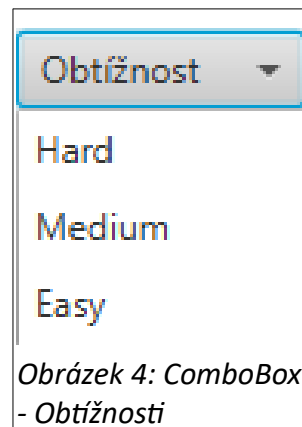 Obtížnost
Hard
Medium
Easy
Obrázek 4: ComboBox
- Obtížnosti